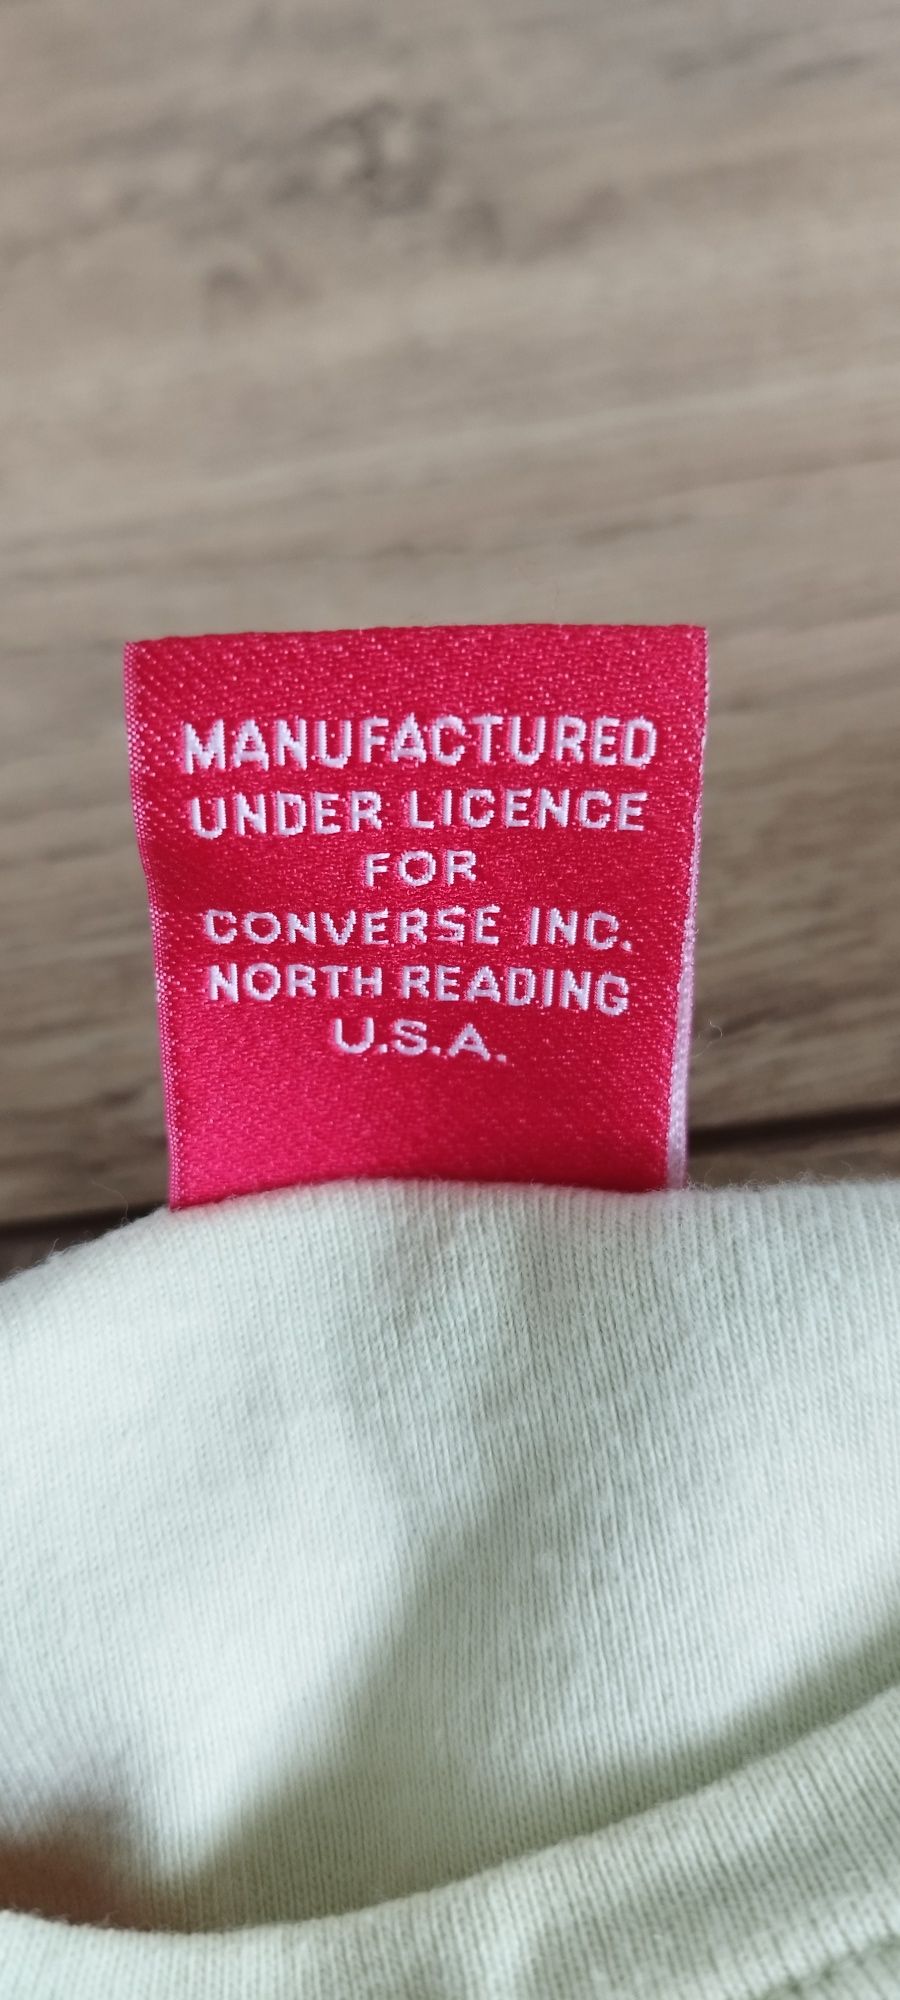 MANUFACTURED
UNDER LICENCE
FOR
CONVERSE INC.
NORTH READING
U.S.A.